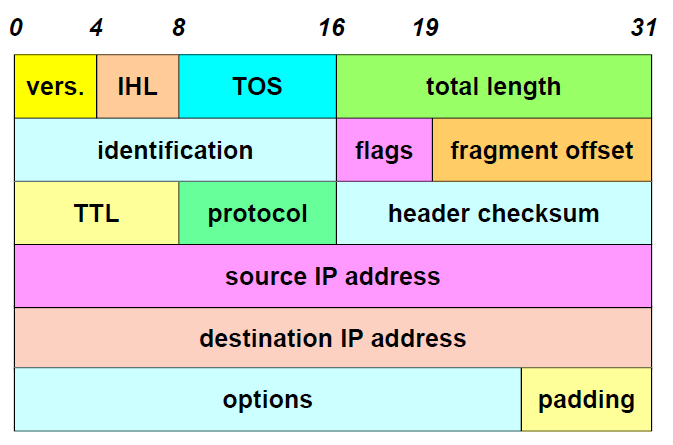 0 4 8 16 19 31
vers. IHL TOS total length
identification flags fragment offset
TTL protocol header checksum
source IP address
destination IP address
options padding